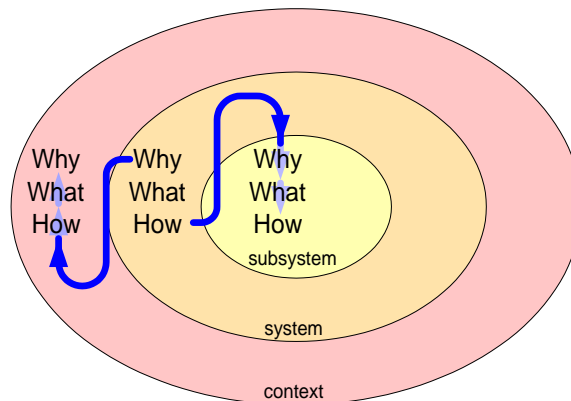 Why Why Why
What What What
How How How
subsystem
system
context